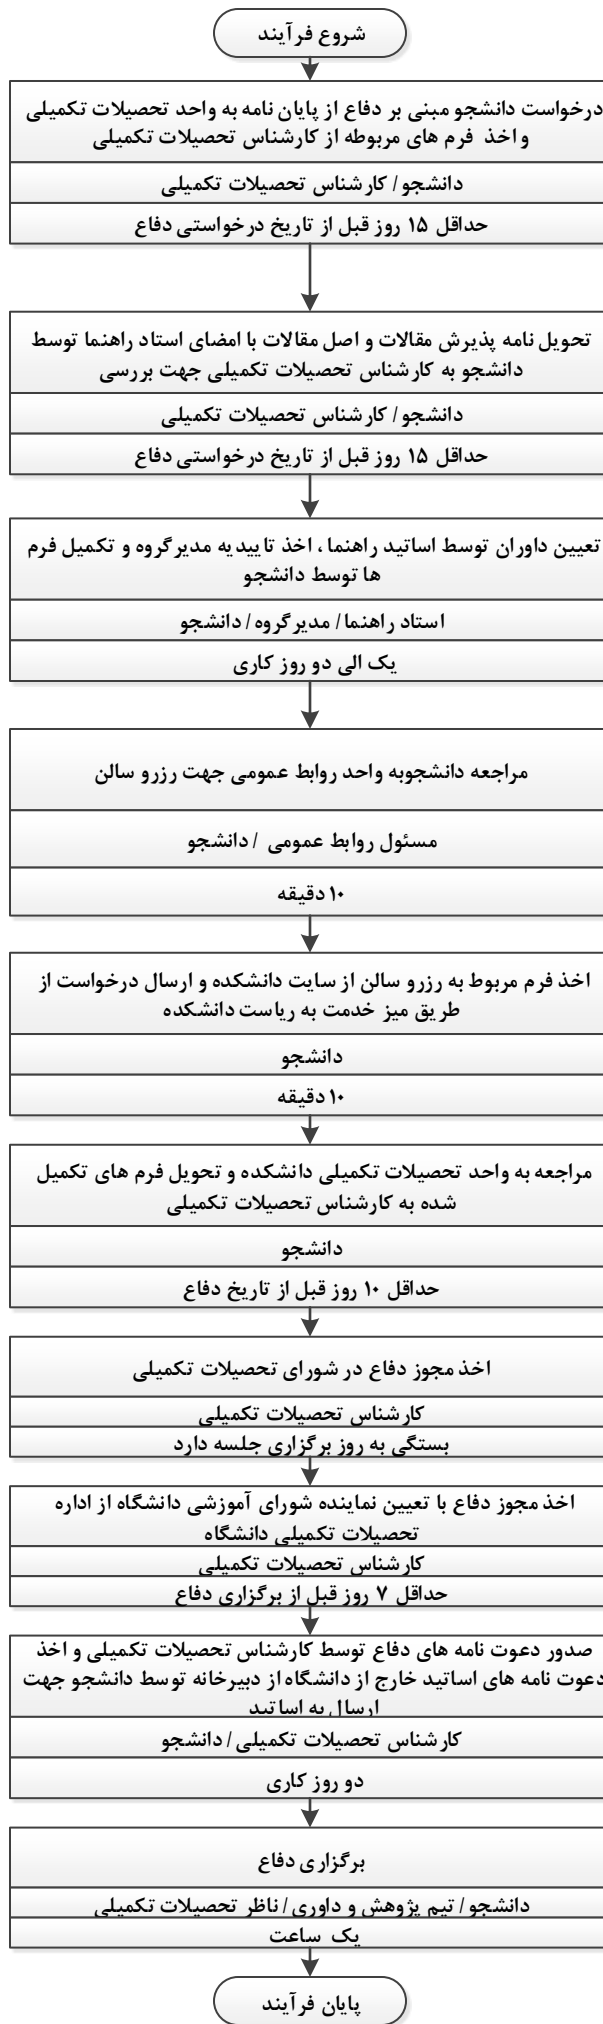 شروع فرآیند
درخواست دانشجو مبنی بر دفاع از پایان نامه به واحد تحصیلات تکمیلی
و اخذ فرم های مربوطه از کارشناس تحصیلات تکمیلی
دانشجو/ کارشناس تحصیلات تکمیلی
حداقل ۱۵ روز قبل از تاریخ درخواستی دفاع
تحویل نامه پذیرش مقالات و اصل مقالات با امضای استاد راهنما توسط
دانشجو به کارشناس تحصیلات تکمیلی جهت بررسی
دانشجو/ کارشناس تحصیلات تکمیلی
حداقل ۱۵ روز قبل از تاریخ درخواستی دفاع
تعیین داوران توسط اساتید راهنما ، اخذ تاییدیه مدیرگروه و تکمیل فرم
ها توسط دانشجو
استاد راهنما/ مدیرگروه/ دانشجو
یک الی دو روز کاری
مراجعه دانشجوبه واحد روابط عمومی جهت رزرو سالن
مسئول روابط عمومی / دانشجو
۱۰ دقیقه
اخذ فرم مربوط به رزرو سالن از سایت دانشکده و ارسال درخواست از
طریق میز خدمت به ریاست دانشکده
دانشجو
۱۰ دقیقه
مراجعه به واحد تحصیلات تکمیلی دانشکده و تحویل فرم های تکمیل
شده به کارشناس تحصیلات تکمیلی
دانشجو
حداقل ۱۰ روز قبل از تاریخ دفاع
اخذ مجوز دفاع در شورای تحصیلات تکمیلی
کارشناس تحصیلات تکمیلی
بستگی به روز برگزاری جلسه دارد
اخذ مجوز دفاع با تعیین نماینده شورای آموزشی دانشگاه از اداره
تحصیلات تکمیلی دانشگاه
کارشناس تحصیلات تکمیلی
حداقل ۷ روز قبل از برگزاری دفاع
صدور دعوت نامه های دفاع توسط کارشناس تحصیلات تکمیلی و اخذ
دعوت نامه های اساتید خارج از دانشگاه از دبیرخانه توسط دانشجو جهت
ارسال به اساتید
کارشناس تحصیلات تکمیلی/ دانشجو
دو روز کاری
برگزاری دفاع
دانشجو/ تیم پژوهش و داوری/ ناظر تحصیلات تکمیلی
یک ساعت
پایان فرآیند